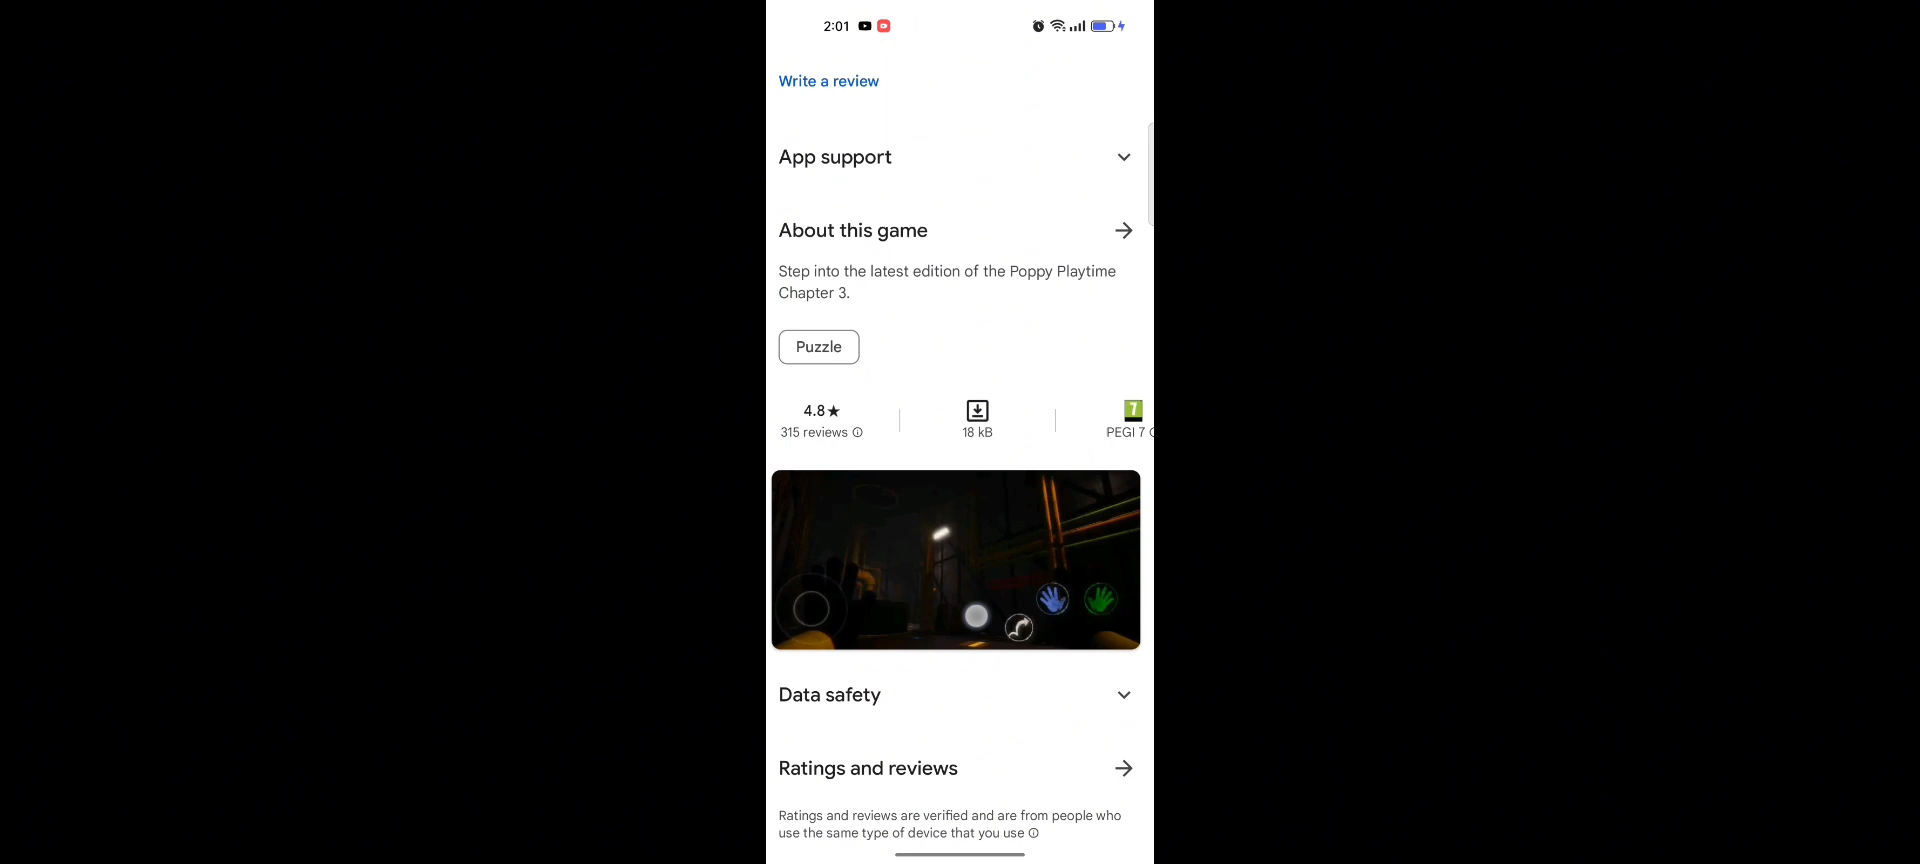 2:01
Write a review
App support
About this game
Step into the latest edition of the Poppy Playtime
Chapter 3.
Puzzle
4.8★
315 reviews
18 kB
7
PEGI 7
Data safety
Ratings and reviews
Ratings and reviews are verified and are from people who
use the same type of device that you use